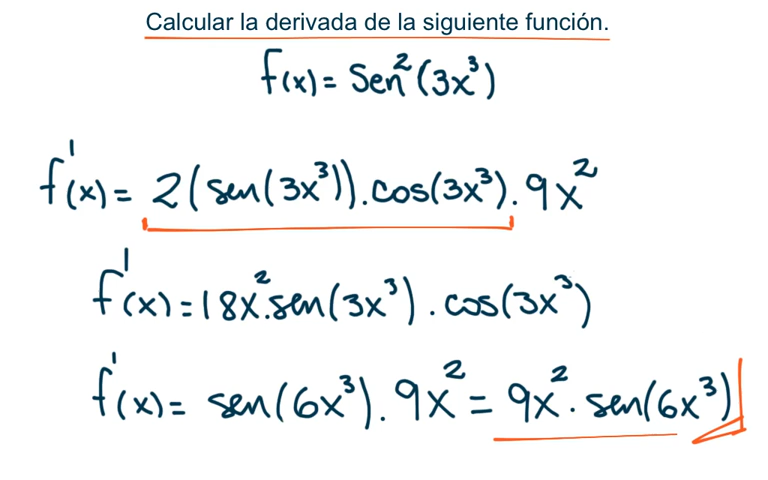 Calcular la derivada de la siguiente función.
f(x) = Sen²(3x³)
f'(x) = 2(sen(3x³)).cos(3x³).9x²
f'(x) = 18x².sen(3x³).cos(3x³)
f'(x) = sen(6x³).9x² = 9x².sen(6x³)